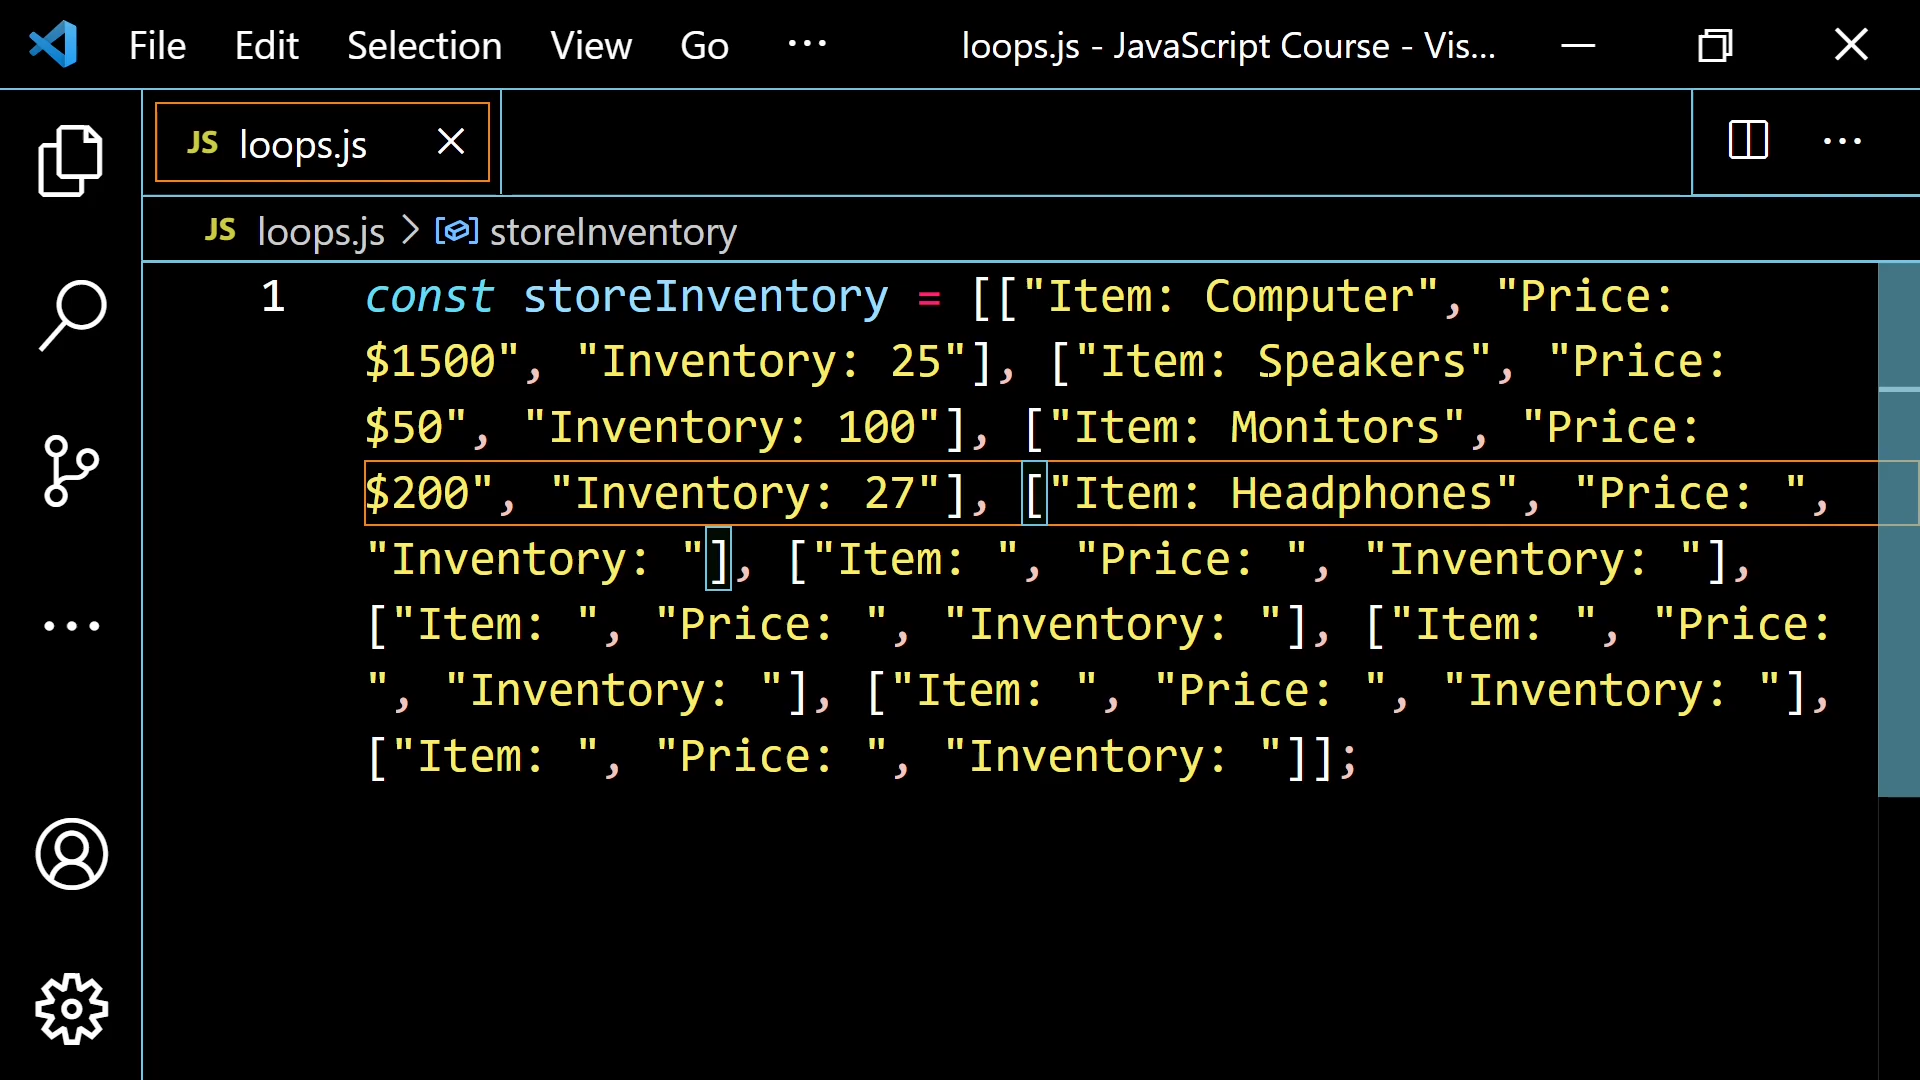 File Edit Selection View Go ··· loops.js - JavaScript Course - Vis...
JS loops.js
JS loops.js > storeInventory
1 const storeInventory = [["Item: Computer", "Price:
$1500", "Inventory: 25"], ["Item: Speakers", "Price:
$50", "Inventory: 100"], ["Item: Monitors", "Price:
$200", "Inventory: 27"], ["Item: Headphones", "Price: ",
"Inventory: "], ["Item: ", "Price: ", "Inventory: "],
["Item: ", "Price: ", "Inventory: "], ["Item: ", "Price:
", "Inventory: "], ["Item: ", "Price: ", "Inventory: "],
["Item: ", "Price: ", "Inventory: "]];